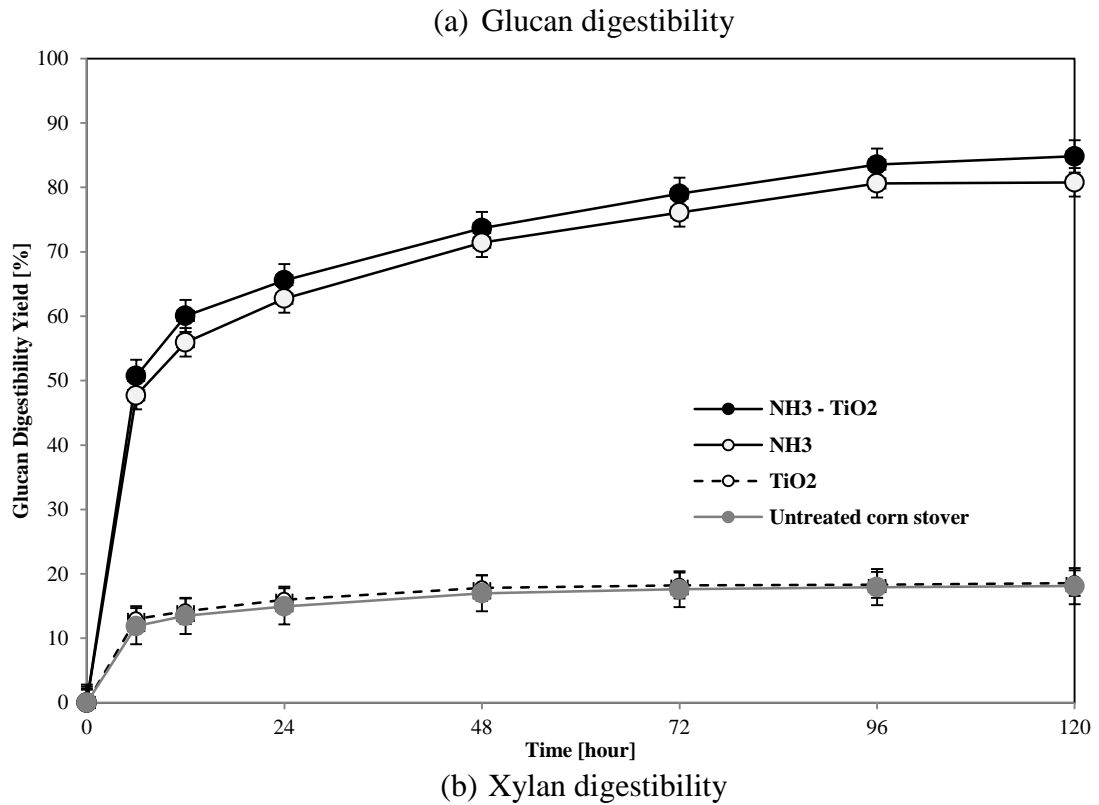 (a) Glucan digestibility
100
90
80
70
60
50
40
30
20
10
0
Glucan Digestibility Yield [%]
NH3 - TiO2
NH3
TiO2
Untreated corn stover
0 24 48 72 96 120
Time [hour]
(b) Xylan digestibility